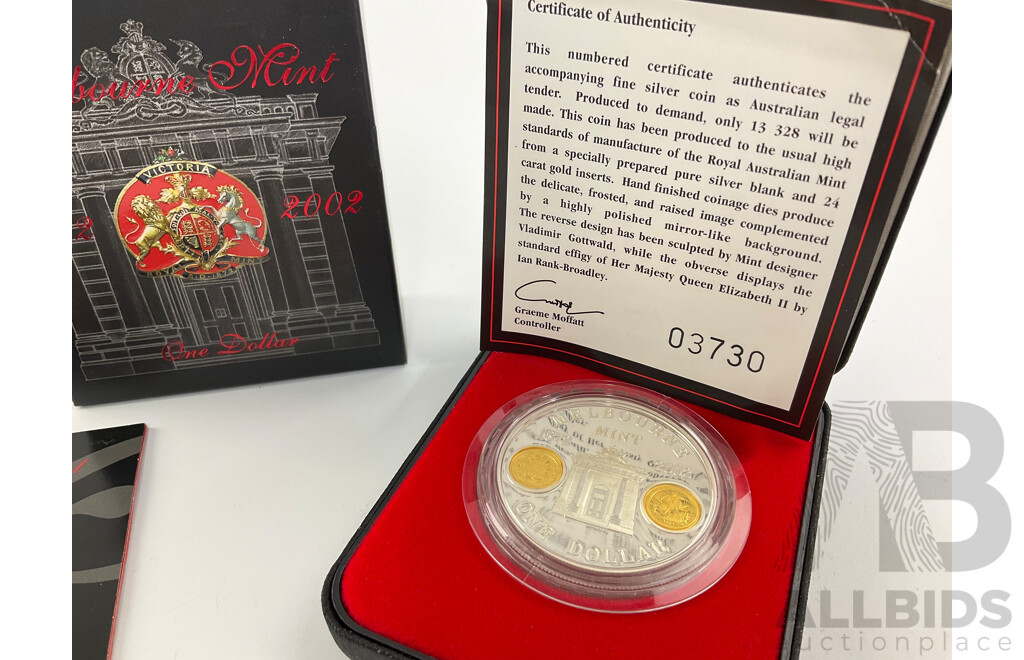 bourne Mint
VICTORIA
2002
One Dollar
Certificate of Authenticity
This numbered certificate authenticates the
accompanying fine silver coin as Australian legal
tender. Produced to demand, only 13 328 will be
made. This coin has been produced to the usual high
standards of manufacture of the Royal Australian Mint
from a specially prepared pure silver blank and 24
carat gold inserts. Hand finished coinage dies produce
the delicate, frosted, and raised image complemented
by a highly polished mirror-like background.
The reverse design has been sculpted by Mint designer
Vladimir Gottwald, while the obverse displays the
standard effigy of Her Majesty Queen Elizabeth II by
Ian Rank-Broadley.
Graeme Moffatt
Controller
03730
MELBOURNE
MINT
ONE DOLLAR
AB
ALLBIDS
auctionplace